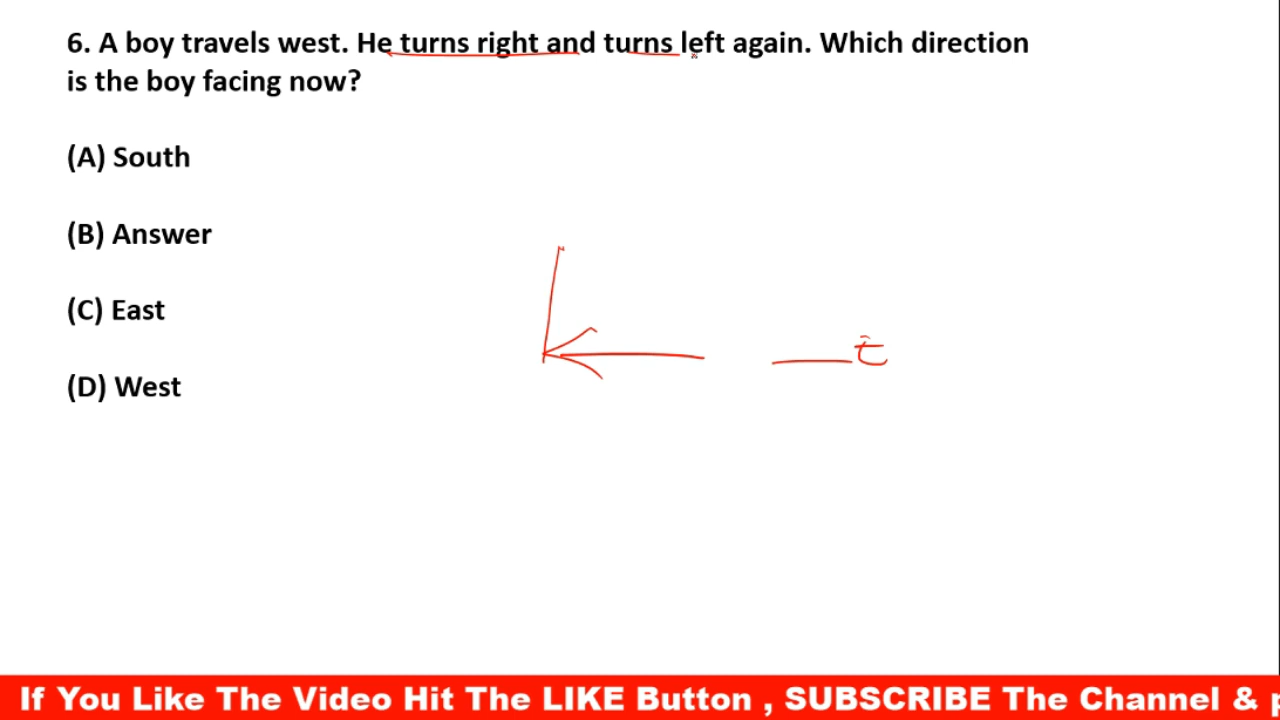 6. A boy travels west. He turns right and turns left again. Which direction
is the boy facing now?
(A) South
(B) Answer
(C) East
(D) West
If You Like The Video Hit The LIKE Button , SUBSCRIBE The Channel & p